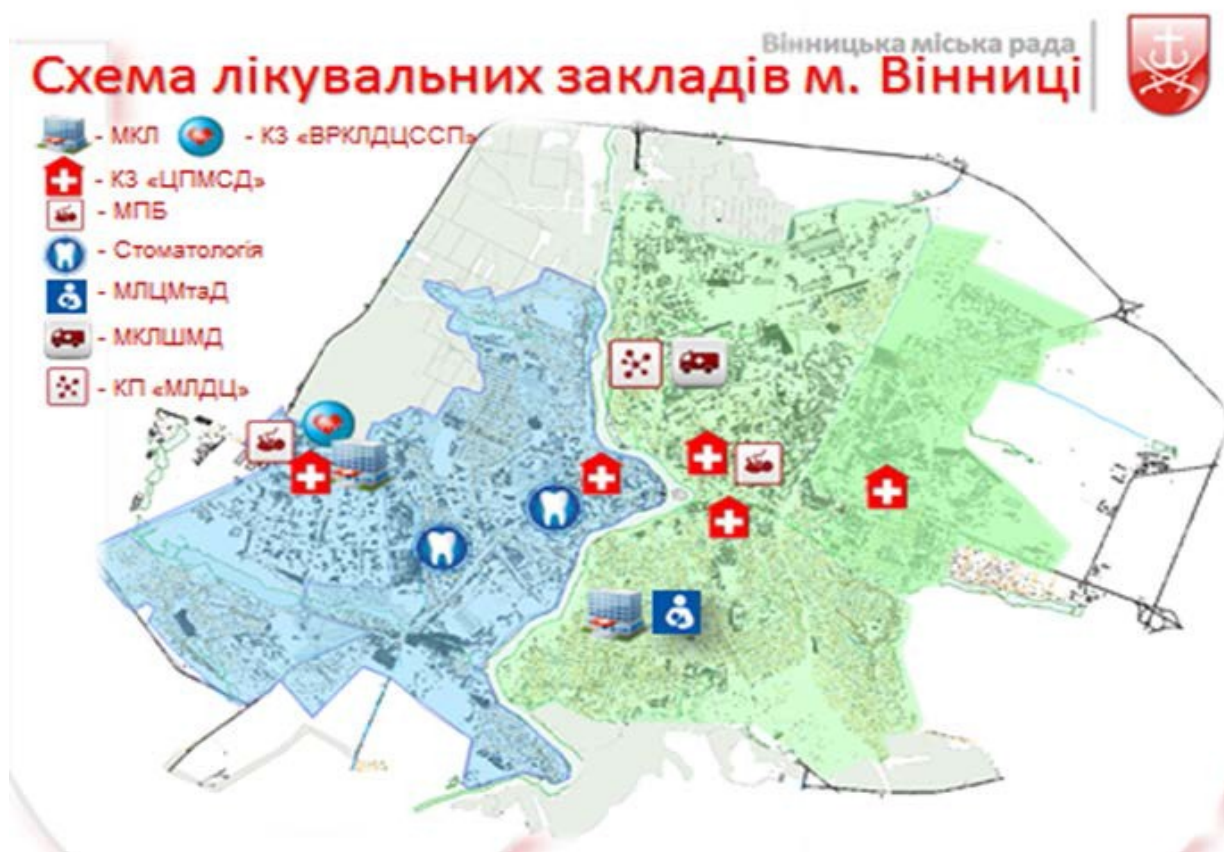 Вінницька міська рада
Схема лікувальних закладів м. Вінниці
- МКЛ - КЗ «ВРКЛДЦССП»
- КЗ «ЦПМСД»
- МПБ
- Стоматологія
- МЛЦМтаД
- МКЛШМД
- КП «МЛДЦ»